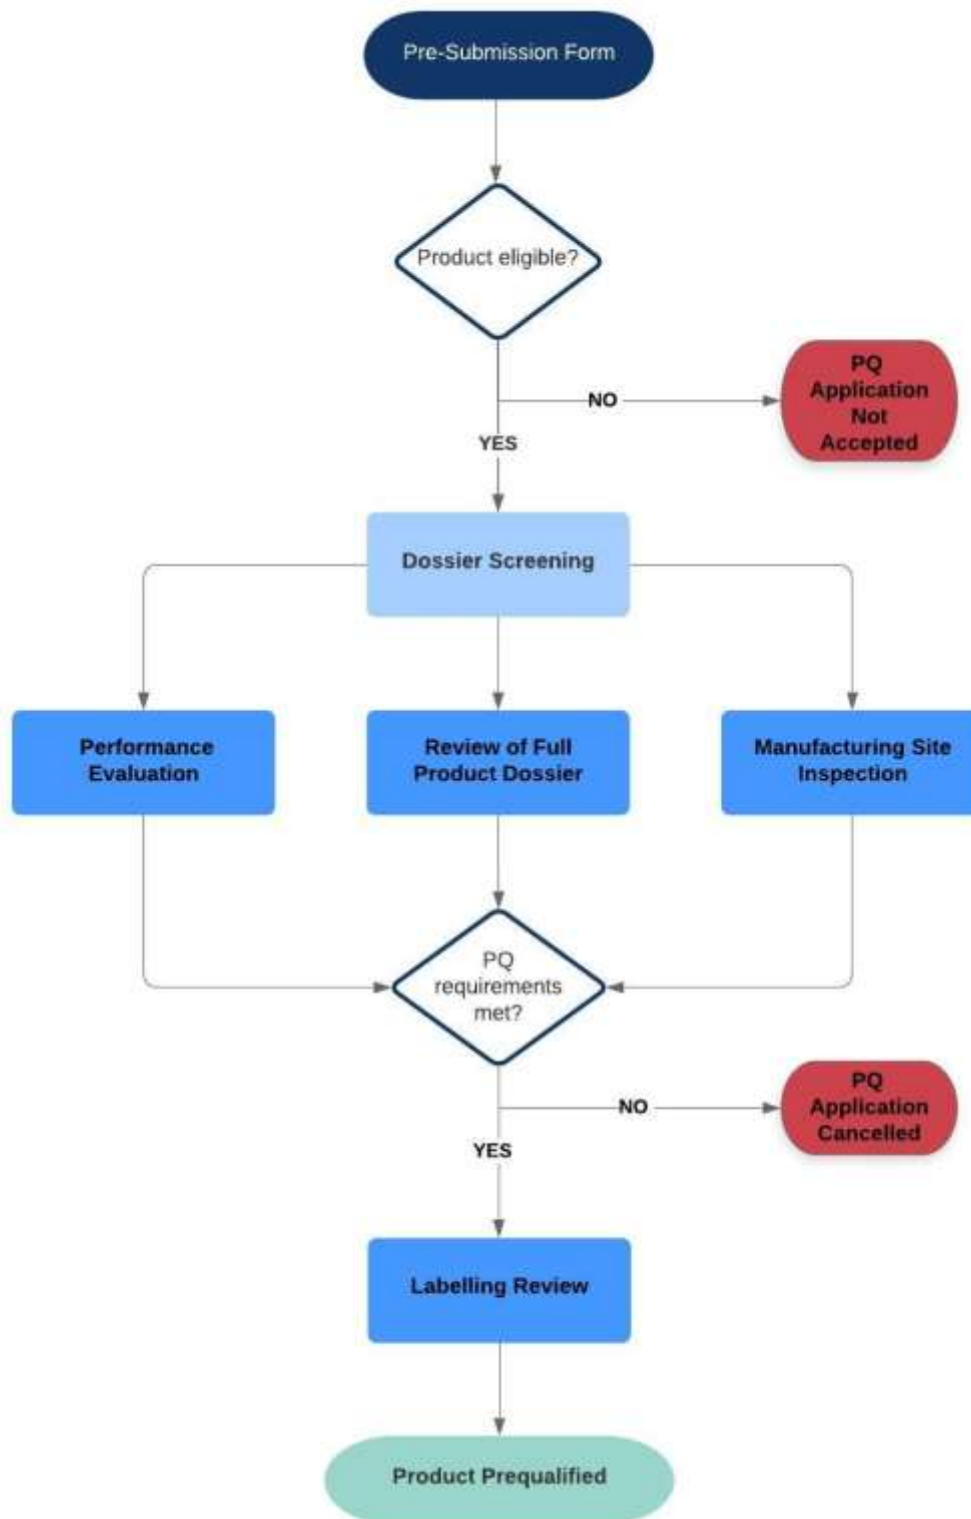 Pre-Submission Form
Product eligible?
PQ
Application
Not
Accepted
NO
YES
Dossier Screening
Performance
Evaluation
Review of Full
Product Dossier
Manufacturing Site
Inspection
PQ
requirements
met?
PQ
Application
Cancelled
NO
YES
Labelling Review
Product Prequalified